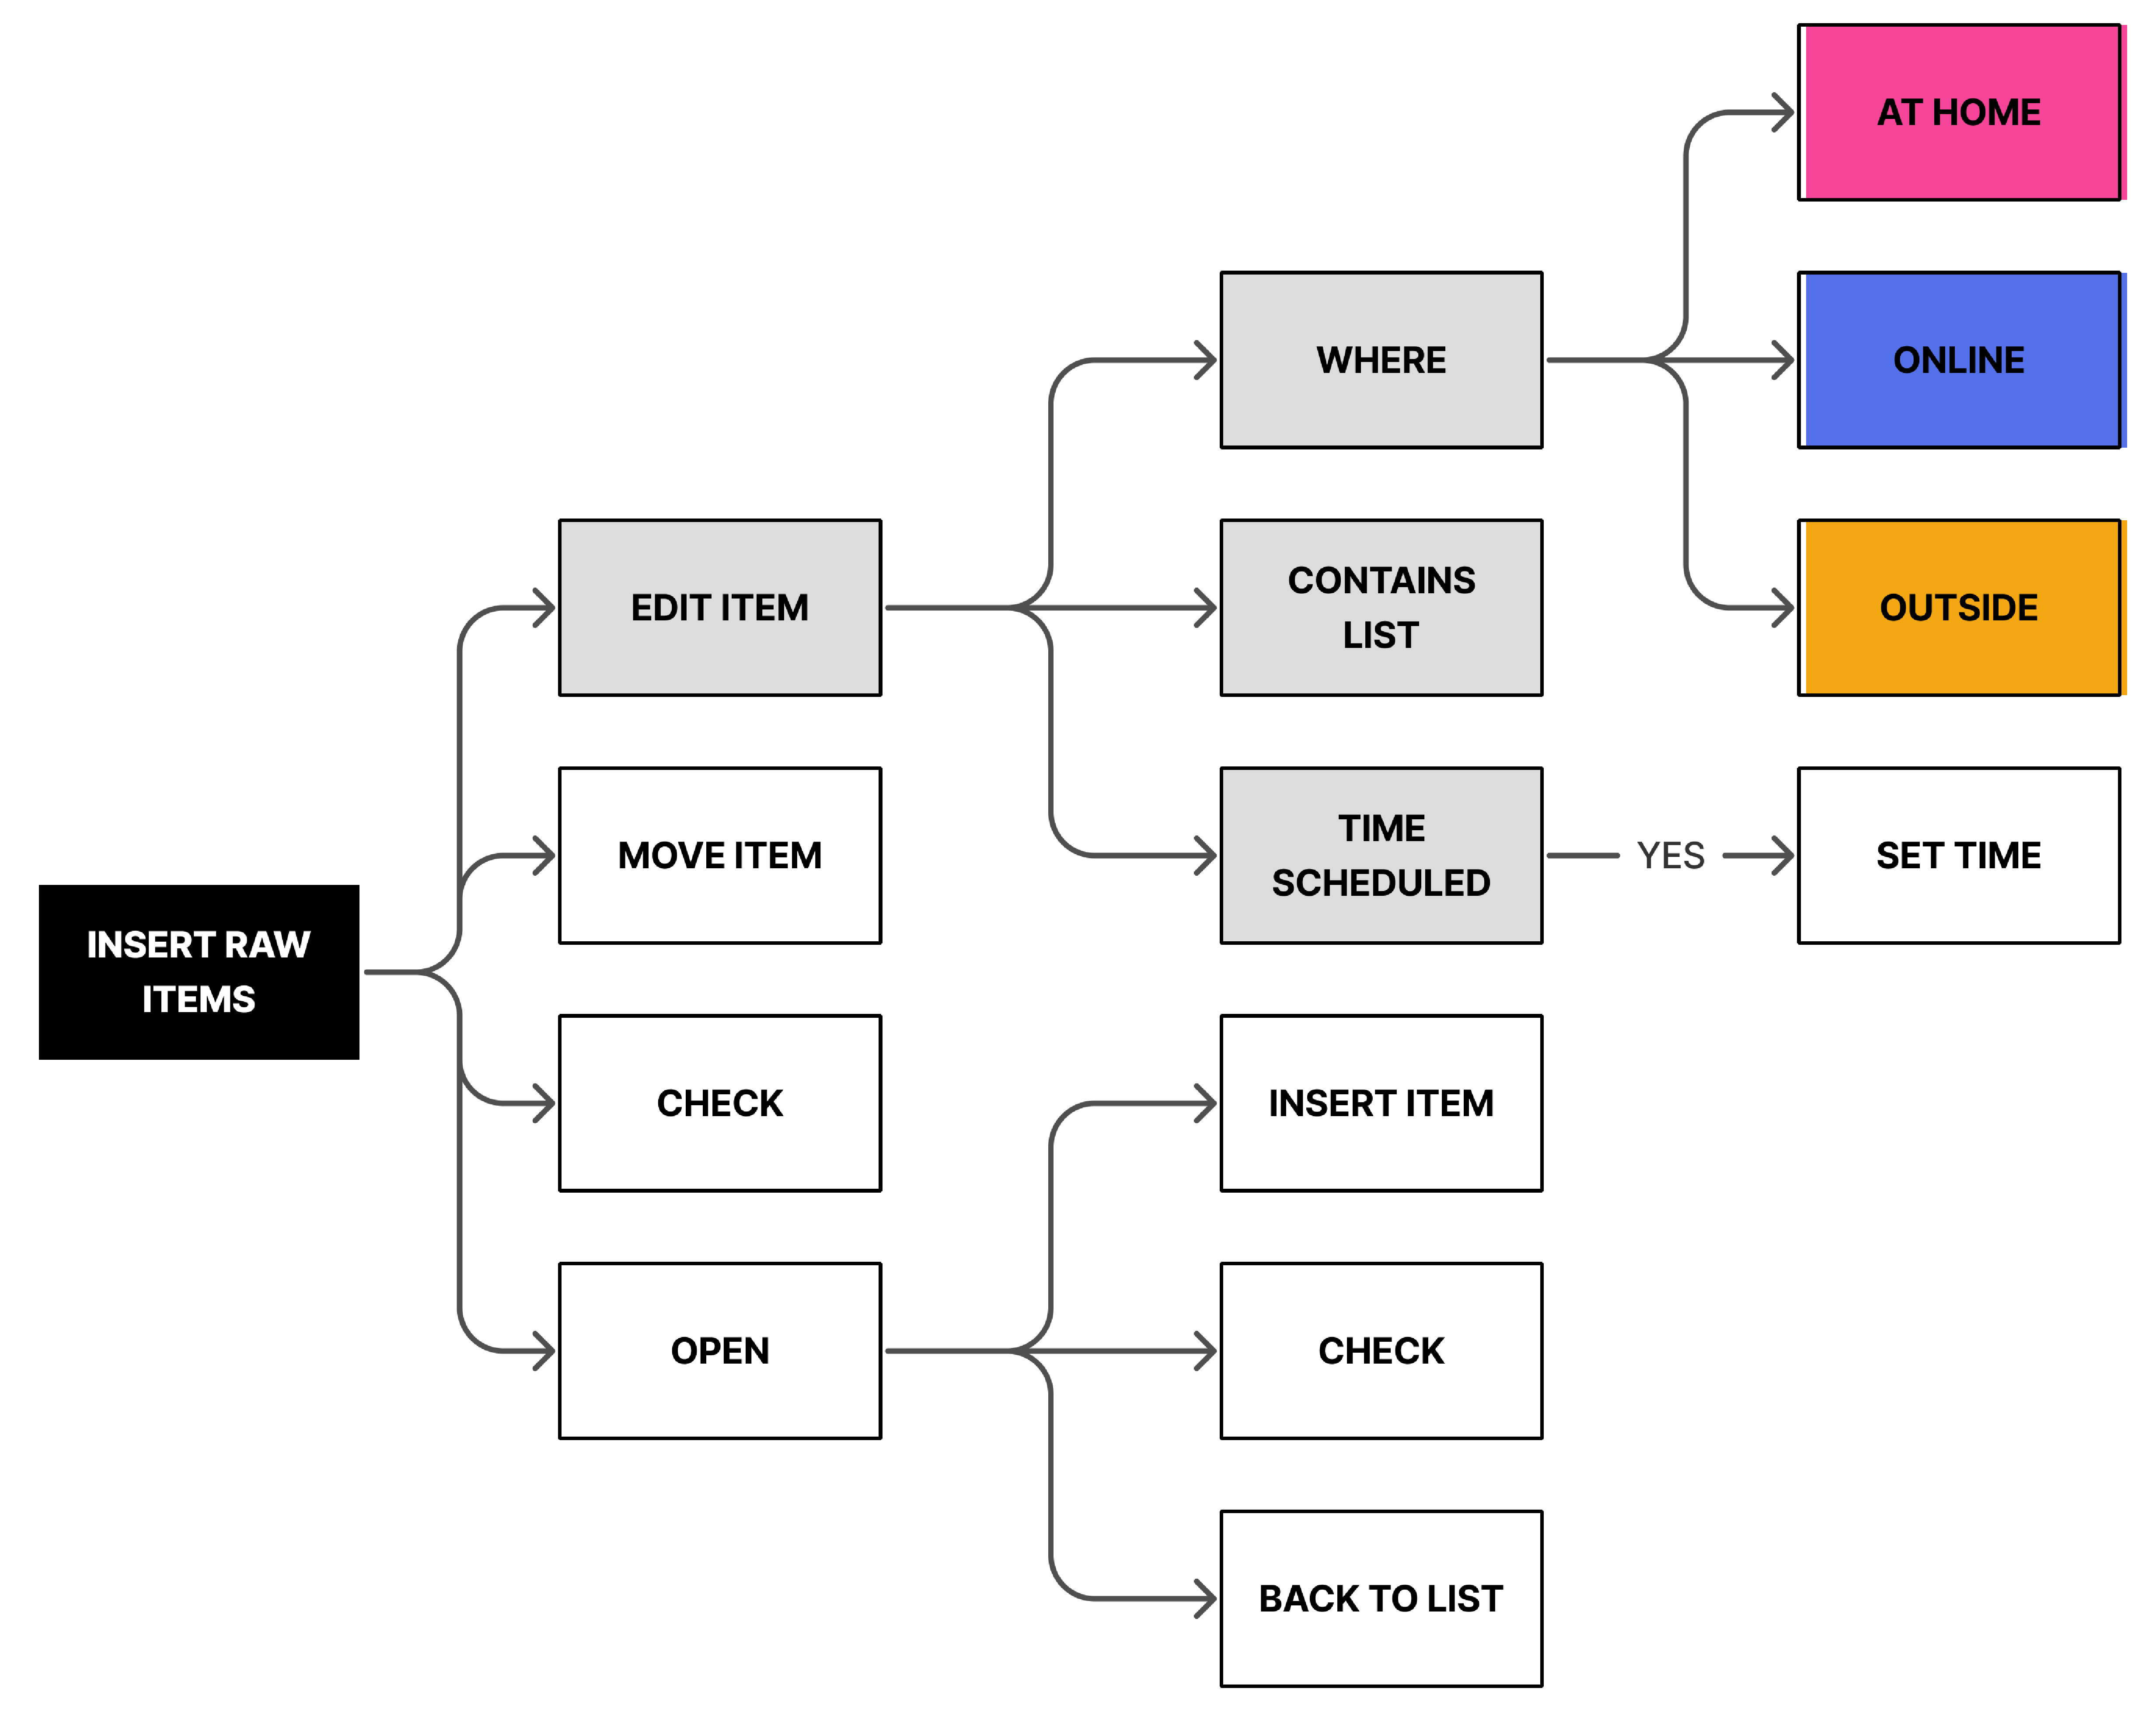 AT HOME
WHERE
ONLINE
EDIT ITEM
CONTAINS
LIST
OUTSIDE
MOVE ITEM
TIME
SCHEDULED
YES
SET TIME
INSERT RAW
ITEMS
CHECK
INSERT ITEM
OPEN
CHECK
BACK TO LIST